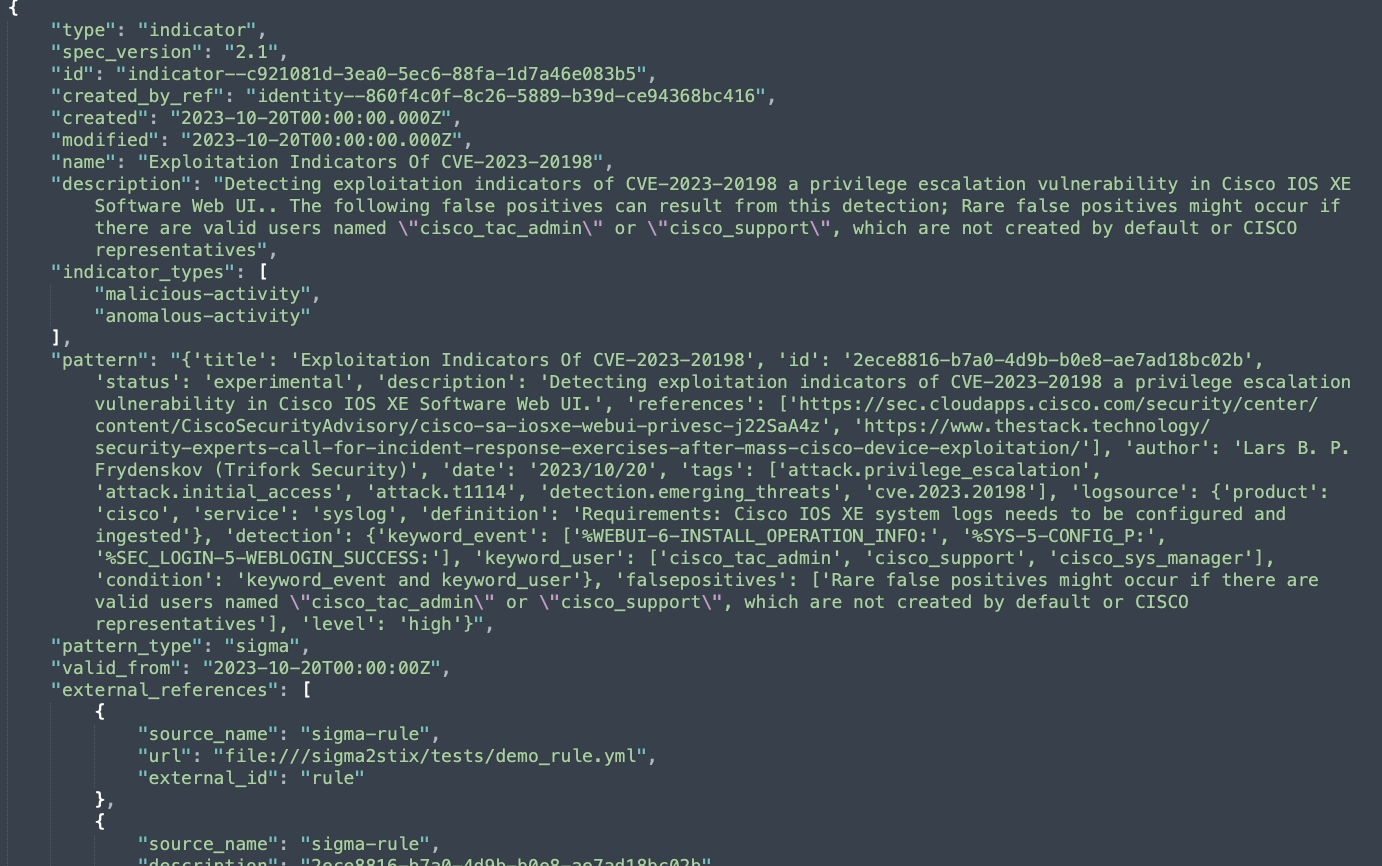 {
"type": "indicator",
"spec_version": "2.1",
"id": "indicator--c921081d-3ea0-5ec6-88fa-1d7a46e083b5",
"created_by_ref": "identity--860f4c0f-8c26-5889-b39d-ce94368bc416",
"created": "2023-10-20T00:00:00.000Z",
"modified": "2023-10-20T00:00:00.000Z",
"name": "Exploitation Indicators Of CVE-2023-20198",
"description": "Detecting exploitation indicators of CVE-2023-20198 a privilege escalation vulnerability in Cisco IOS XE
Software Web UI.. The following false positives can result from this detection; Rare false positives might occur if
there are valid users named \"cisco_tac_admin\" or \"cisco_support\", which are not created by default or CISCO
representatives",
"indicator_types": [
"malicious-activity",
"anomalous-activity"
],
"pattern": "{'title': 'Exploitation Indicators Of CVE-2023-20198', 'id': '2ece8816-b7a0-4d9b-b0e8-ae7ad18bc02b',
'status': 'experimental', 'description': 'Detecting exploitation indicators of CVE-2023-20198 a privilege escalation
vulnerability in Cisco IOS XE Software Web UI.', 'references': ['https://sec.cloudapps.cisco.com/security/center/
content/CiscoSecurityAdvisory/cisco-sa-iosxe-webui-privesc-j22SaA4z', 'https://www.thestack.technology/
security-experts-call-for-incident-response-exercises-after-mass-cisco-device-exploitation/'], 'author': 'Lars B. P.
Frydenskov (Trifork Security)', 'date': '2023/10/20', 'tags': ['attack.privilege_escalation',
'attack.initial_access', 'attack.t1114', 'detection.emerging_threats', 'cve.2023.20198'], 'logsource': {'product':
'cisco', 'service': 'syslog', 'definition': 'Requirements: Cisco IOS XE system logs needs to be configured and
ingested'}, 'detection': {'keyword_event': ['%WEBUI-6-INSTALL_OPERATION_INFO:', '%SYS-5-CONFIG_P:',
'%SEC_LOGIN-5-WEBLOGIN_SUCCESS:'], 'keyword_user': ['cisco_tac_admin', 'cisco_support', 'cisco_sys_manager'],
'condition': 'keyword_event and keyword_user'}, 'falsepositives': ['Rare false positives might occur if there are
valid users named \"cisco_tac_admin\" or \"cisco_support\", which are not created by default or CISCO
representatives'], 'level': 'high'}",
"pattern_type": "sigma",
"valid_from": "2023-10-20T00:00:00Z",
"external_references": [
{
"source_name": "sigma-rule",
"url": "file:///sigma2stix/tests/demo_rule.yml",
"external_id": "rule"
},
{
"source_name": "sigma-rule",
"description": "2ece8816-b7a0-4d9b-b0e8-ae7ad18bc02b"